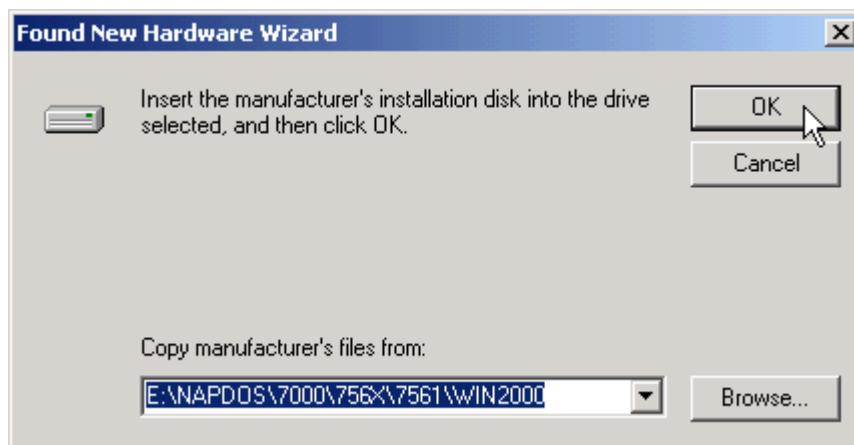 Found New Hardware Wizard
Insert the manufacturer's installation disk into the drive
selected, and then click OK.
OK
Cancel
Copy manufacturer's files from:
E:\NAPDOS\7000\756X\7561\WIN2000
Browse...